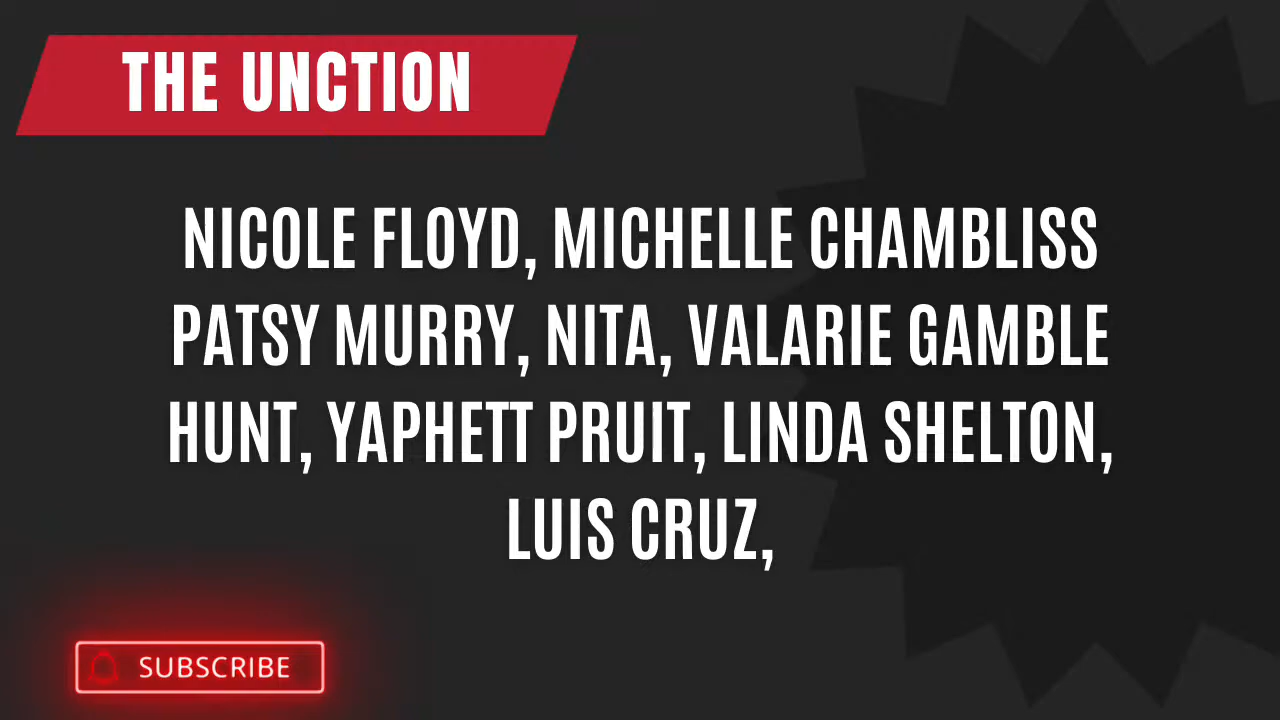 THE UNCTION
NICOLE FLOYD, MICHELLE CHAMBLISS
PATSY MURRY, NITA, VALARIE GAMBLE
HUNT, YAPHETT PRUIT, LINDA SHELTON,
LUIS CRUZ,
SUBSCRIBE